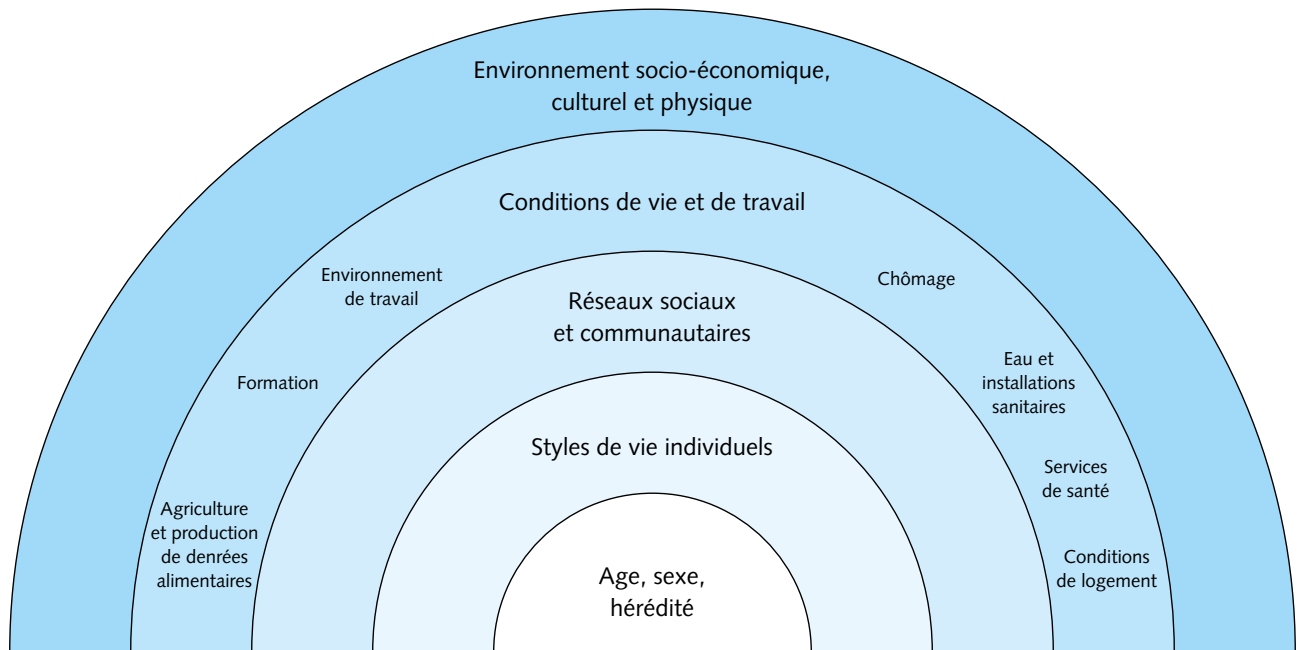 Environnement socio-économique,
culturel et physique
Conditions de vie et de travail
Environnement
de travail
Chômage
Réseaux sociaux
et communautaires
Formation
Eau et
installations
sanitaires
Styles de vie individuels
Services
de santé
Agriculture
et production
de denrées
alimentaires
Conditions
de logement
Age, sexe,
hérédité